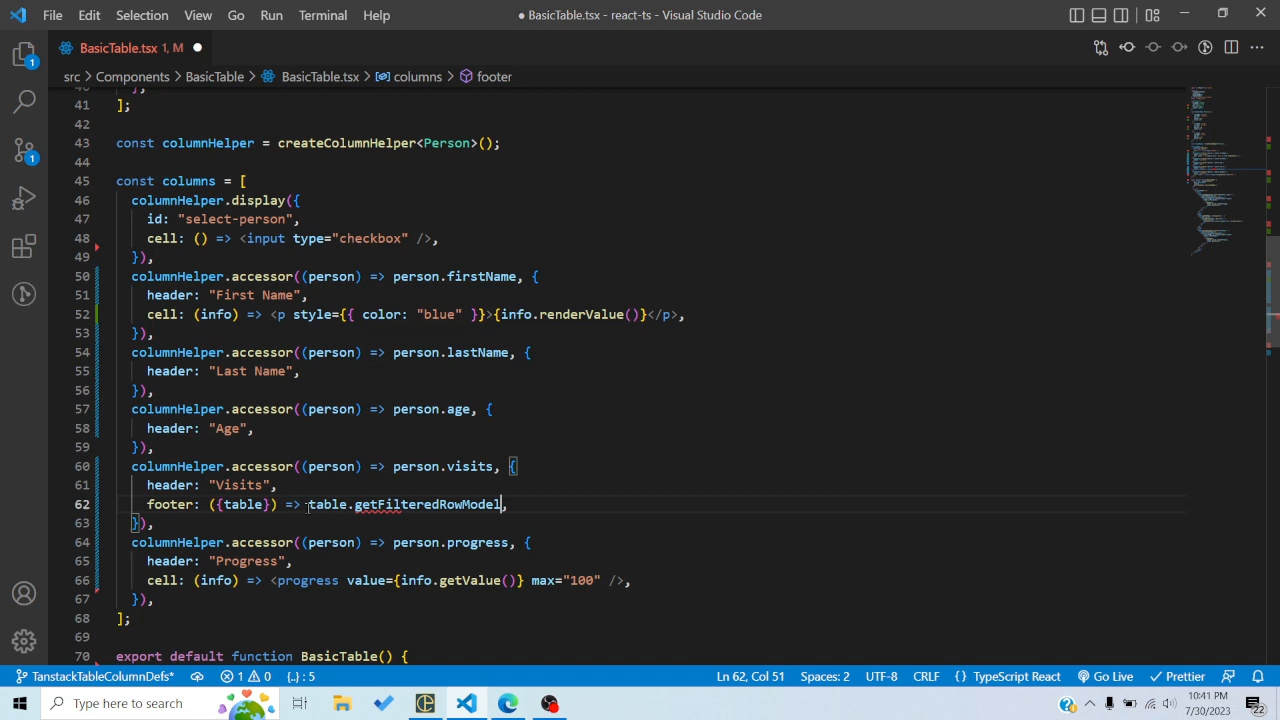 File Edit Selection View Go Run Terminal Help ● BasicTable.tsx - react-ts - Visual Studio Code
BasicTable.tsx 1, M
src > Components > BasicTable > BasicTable.tsx > columns > footer
1
1
41 ];
42
43 const columnHelper = createColumnHelper<Person>();
44
45 const columns = [
46 columnHelper.display({
47 id: "select-person",
48 cell: () => <input type="checkbox" />,
49 }),
50 columnHelper.accessor((person) => person.firstName, {
51 header: "First Name",
52 cell: (info) => <p style={{ color: "blue" }}>{info.renderValue()}</p>,
53 }),
54 columnHelper.accessor((person) => person.lastName, {
55 header: "Last Name",
56 }),
57 columnHelper.accessor((person) => person.age, {
58 header: "Age",
59 }),
60 columnHelper.accessor((person) => person.visits, {
61 header: "Visits",
62 footer: ({table}) => table.getFilteredRowModel,
63 }),
64 columnHelper.accessor((person) => person.progress, {
65 header: "Progress",
66 cell: (info) => <progress value={info.getValue()} max="100" />,
67 }),
68 ];
69
70 export default function BasicTable() {
TanstackTableColumnDefs* 1 0 {..} : 5 Ln 62, Col 51 Spaces: 2 UTF-8 CRLF {} TypeScript React Go Live Prettier
Type here to search
10:41 PM
7/30/2023
22